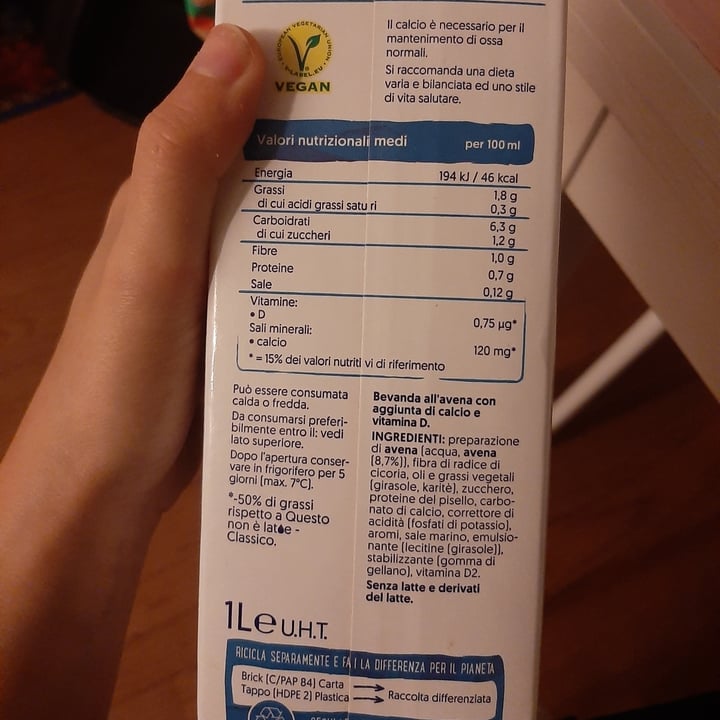 EUROPEAN VEGETARIAN UNION
V-LABEL.EU
VEGAN
Il calcio è necessario per il
mantenimento di ossa
normali.
Si raccomanda una dieta
varia e bilanciata ed uno stile
di vita salutare.
Valori nutrizionali medi per 100 ml
Energia 194 kJ / 46 kcal
Grassi 1,8 g
di cui acidi grassi saturi 0,3 g
Carboidrati 6,3 g
di cui zuccheri 1,2 g
Fibre 1,0 g
Proteine 0,7 g
Sale 0,12 g
Vitamine:
• D 0,75 µg*
Sali minerali:
• calcio 120 mg*
* = 15% dei valori nutritivi di riferimento
Può essere consumata
calda o fredda.
Da consumarsi preferi-
bilmente entro il: vedi
lato superiore.
Dopo l'apertura conser-
vare in frigorifero per 5
giorni (max. 7°C).
*-50% di grassi
rispetto a Questo
non è latte -
Classico.
Bevanda all'avena con
aggiunta di calcio e
vitamina D.
INGREDIENTI: preparazione
di avena (acqua, avena
(8,7%)), fibra di radice di
cicoria, oli e grassi vegetali
(girasole, karitè), zucchero,
proteine del pisello, carbo-
nato di calcio, correttore di
acidità (fosfati di potassio),
aromi, sale marino, emulsio-
nante (lecitine (girasole)),
stabilizzante (gomma di
gellano), vitamina D2.
Senza latte e derivati
del latte.
1L e U.H.T.
RICICLA SEPARAMENTE E FAI LA DIFFERENZA PER IL PIANETA
Brick (C/PAP 84) Carta
Tappo (HDPE 2) Plastica
Raccolta differenziata